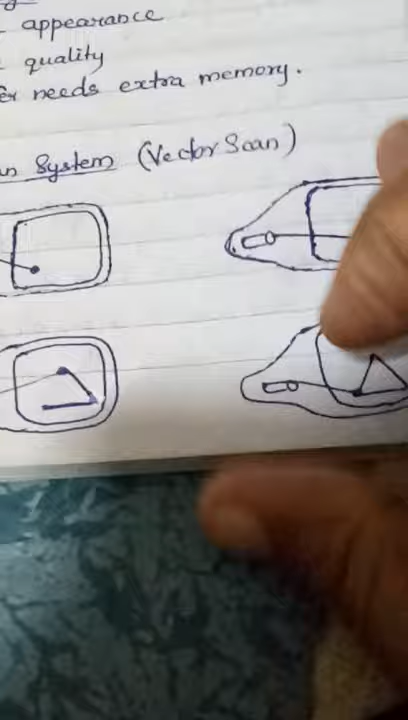 appearance
quality
needs extra memory.
System (Vector Scan)